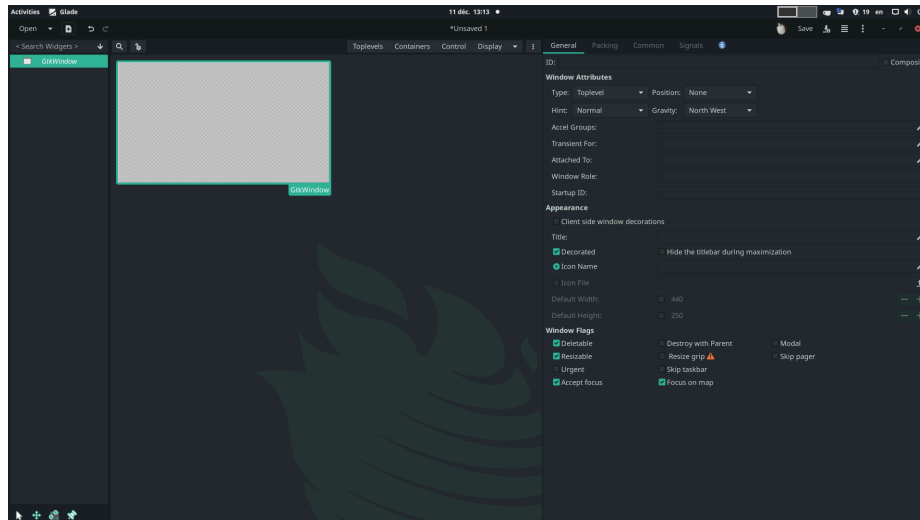 Activities Glade 11 déc. 13:13 19 en
Open *Unsaved 1 Save
< Search Widgets > Toplevels Containers Control Display General Packing Common Signals
GtkWindow
GtkWindow
ID: Composi
Window Attributes
Type: Toplevel Position: None
Hint: Normal Gravity: North West
Accel Groups:
Transient For:
Attached To:
Window Role:
Startup ID:
Appearance
Client side window decorations
Title:
Decorated Hide the titlebar during maximization
Icon Name
Icon File
Default Width: 440
Default Height: 250
Window Flags
Deletable Destroy with Parent Modal
Resizable Resize grip Skip pager
Urgent Skip taskbar
Accept focus Focus on map